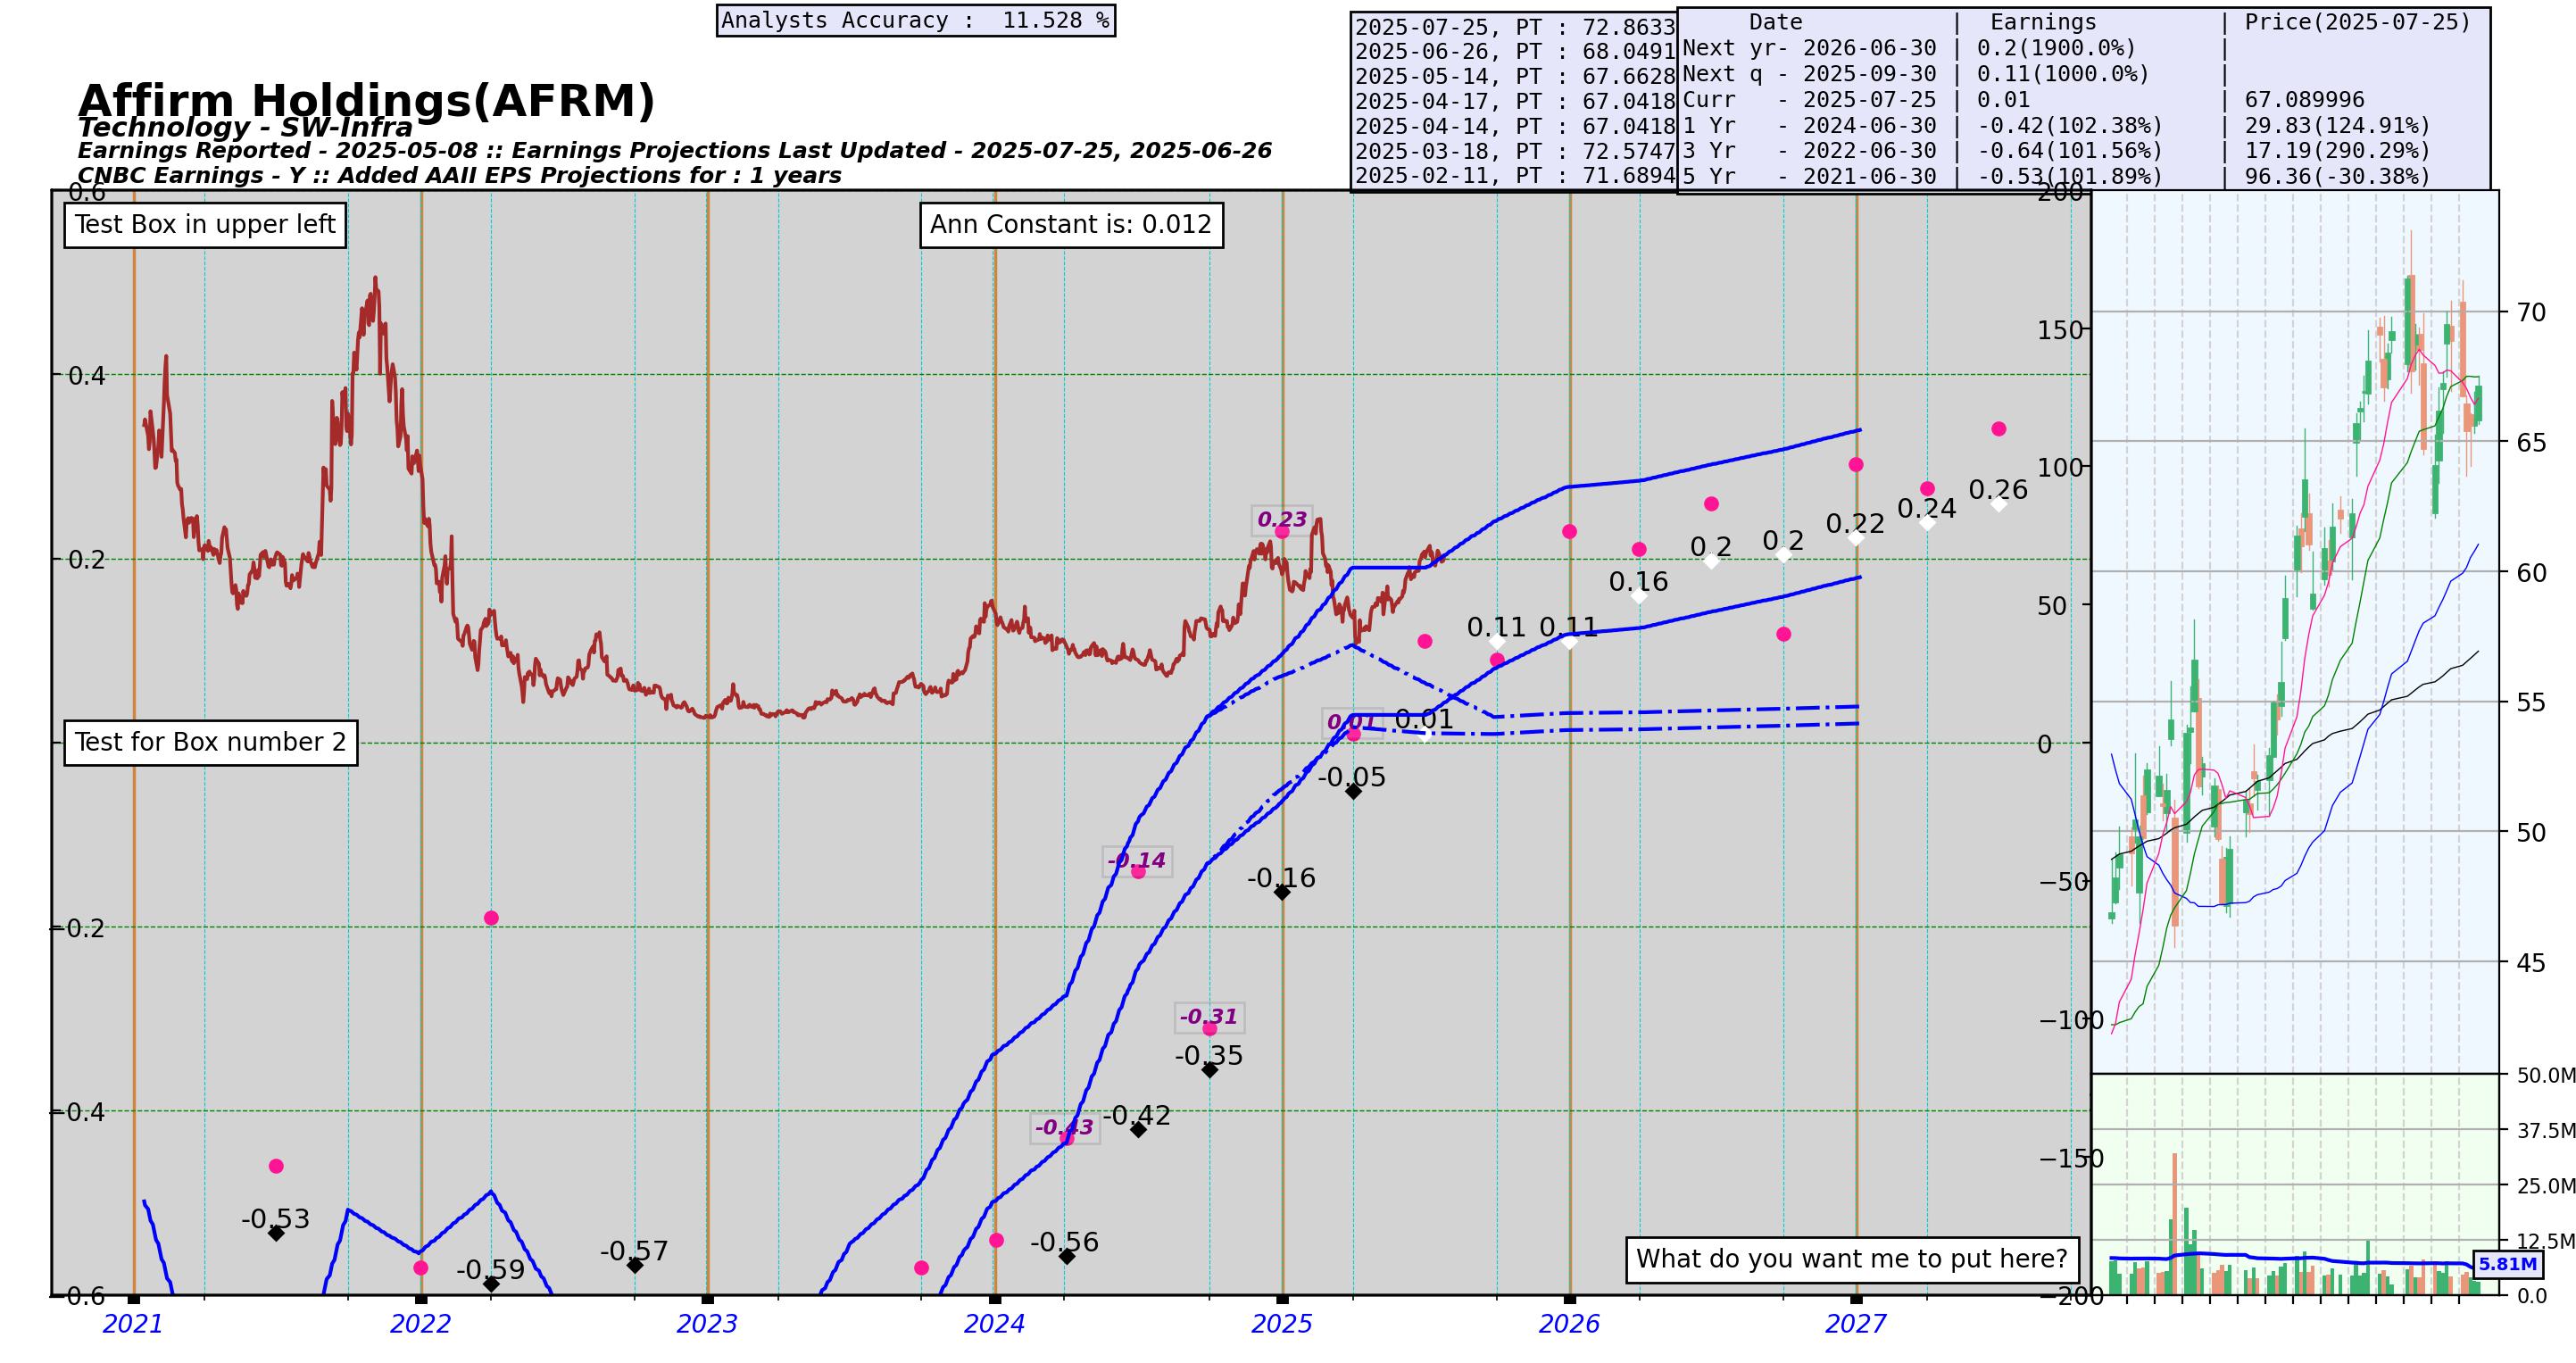 Analysts Accuracy :  11.528 %
2025-07-25, PT : 72.8633
2025-06-26, PT : 68.0491
2025-05-14, PT : 67.6628
2025-04-17, PT : 67.0418
2025-04-14, PT : 67.0418
2025-03-18, PT : 72.5747
2025-02-11, PT : 71.6894
Date | Earnings | Price(2025-07-25)
Next yr- 2026-06-30 | 0.2(1900.0%) |
Next q - 2025-09-30 | 0.11(1000.0%) |
Curr - 2025-07-25 | 0.01 | 67.089996
1 Yr - 2024-06-30 | -0.42(102.38%) | 29.83(124.91%)
3 Yr - 2022-06-30 | -0.64(101.56%) | 17.19(290.29%)
5 Yr - 2021-06-30 | -0.53(101.89%) | 96.36(-30.38%)
Affirm Holdings(AFRM)
Technology - SW-Infra
Earnings Reported - 2025-05-08 :: Earnings Projections Last Updated - 2025-07-25, 2025-06-26
CNBC Earnings - Y :: Added AAII EPS Projections for : 1 years
Test Box in upper left
Ann Constant is: 0.012
Test for Box number 2
What do you want me to put here?
0.6
0.4
0.2
−0.2
−0.4
−0.6
-0.53
-0.59
-0.57
-0.56
-0.43
-0.42
-0.14
-0.35
-0.31
-0.16
0.23
-0.05
0.01
0.01
0.11
0.11
0.16
0.2
0.2
0.22
0.24
0.26
200
150
100
50
0
−50
−100
−150
−200
70
65
60
55
50
45
50.0M
37.5M
25.0M
12.5M
5.81M
0.0
2021
2022
2023
2024
2025
2026
2027